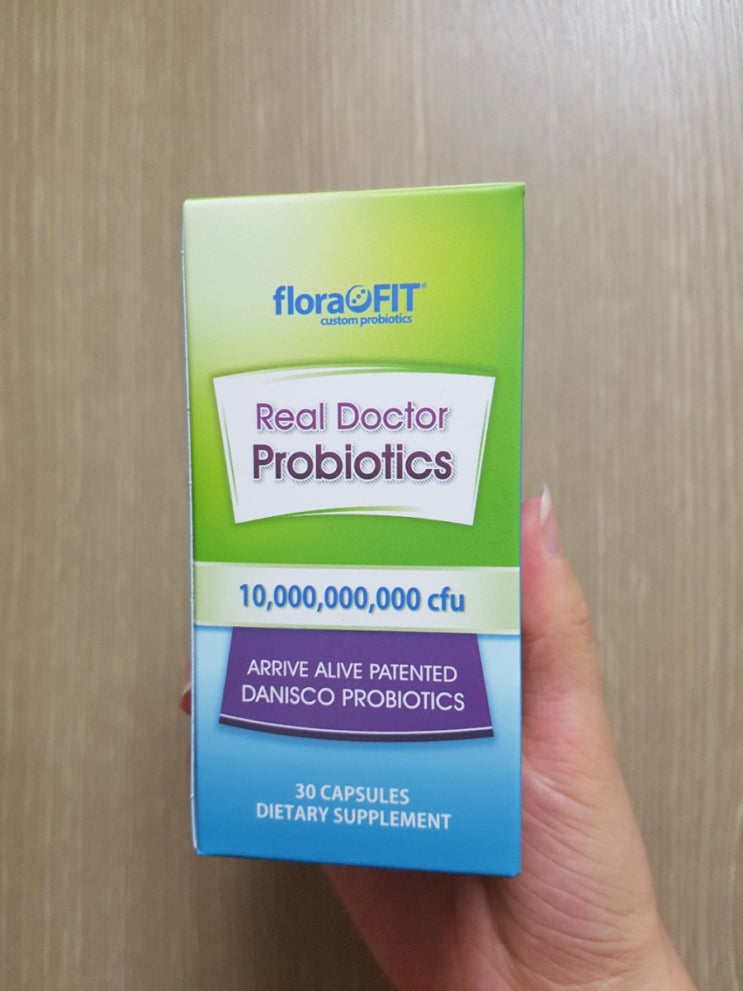 floraFIT®
custom probiotics
Real Doctor
Probiotics
10,000,000,000 cfu
ARRIVE ALIVE PATENTED
DANISCO PROBIOTICS
30 CAPSULES
DIETARY SUPPLEMENT